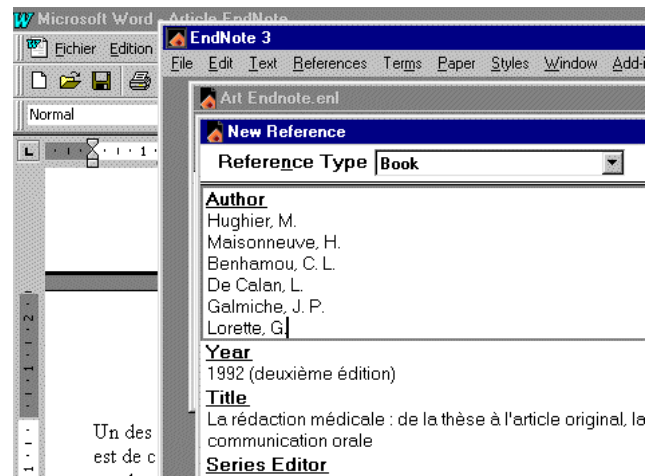 Microsoft Word - Article EndNote
Fichier Edition
Normal
EndNote 3
File Edit Text References Terms Paper Styles Window Add-i
Art Endnote.enl
New Reference
Reference Type Book
Author
Hughier, M.
Maisonneuve, H.
Benhamou, C. L.
De Calan, L.
Galmiche, J. P.
Lorette, G.
Year
1992 (deuxième édition)
Title
La rédaction médicale : de la thèse à l'article original, la
communication orale
Series Editor
Un des
est de c